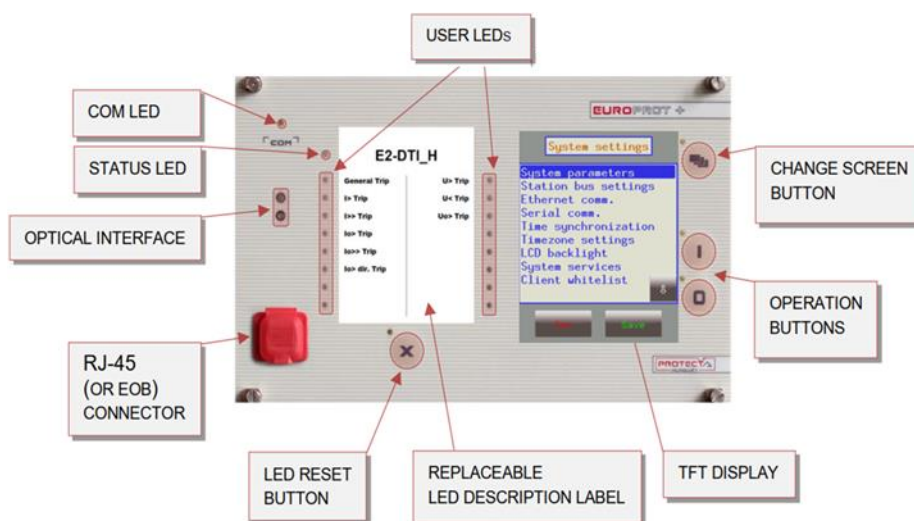 USER LEDs
COM LED
STATUS LED
OPTICAL INTERFACE
RJ-45
(OR EOB)
CONNECTOR
LED RESET
BUTTON
REPLACEABLE
LED DESCRIPTION LABEL
TFT DISPLAY
OPERATION
BUTTONS
CHANGE SCREEN
BUTTON
EUROPROT +
COM
E2-DTI_H
General Trip
I> Trip
I>> Trip
Io> Trip
Io>> Trip
Io> dir. Trip
U> Trip
U< Trip
Uo> Trip
System settings
System parameters
Station bus settings
Ethernet comm.
Serial comm.
Time synchronization
Timezone settings
LCD backlight
System services
Client whitelist
Save
I
O
X
PROTECTA